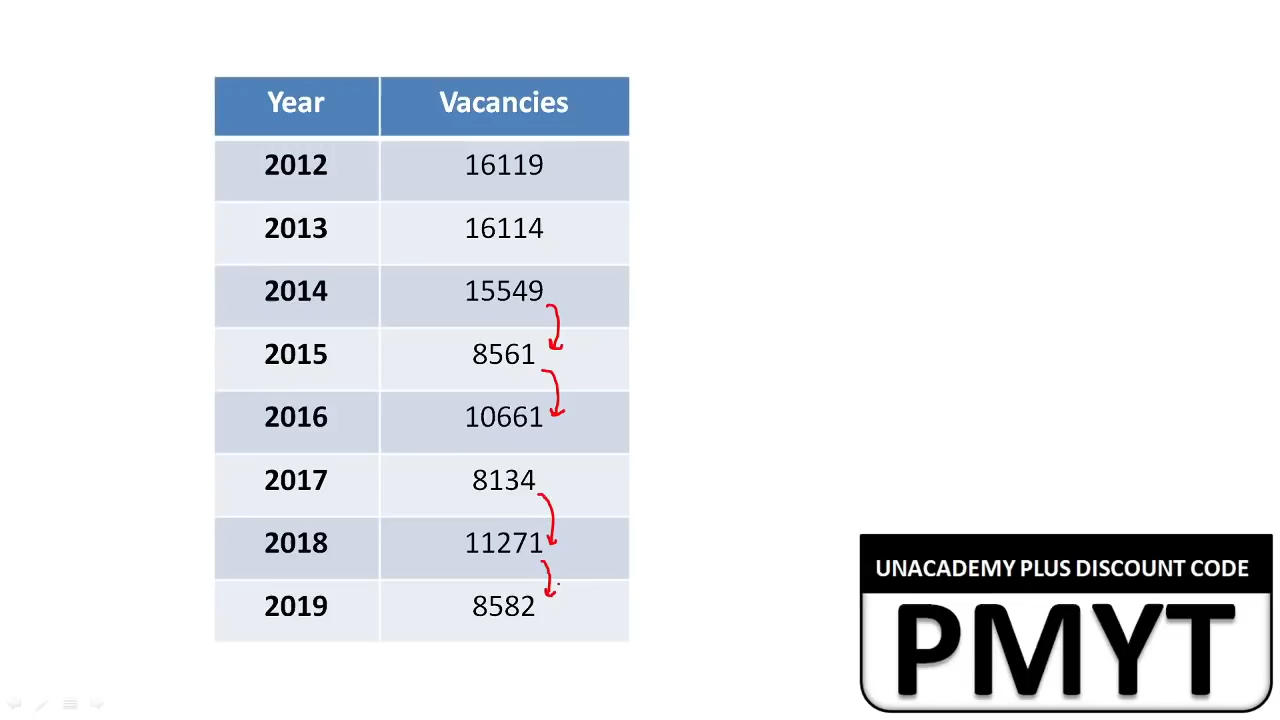 Year Vacancies
2012 16119
2013 16114
2014 15549
2015 8561
2016 10661
2017 8134
2018 11271
2019 8582
UNACADEMY PLUS DISCOUNT CODE
PMYT